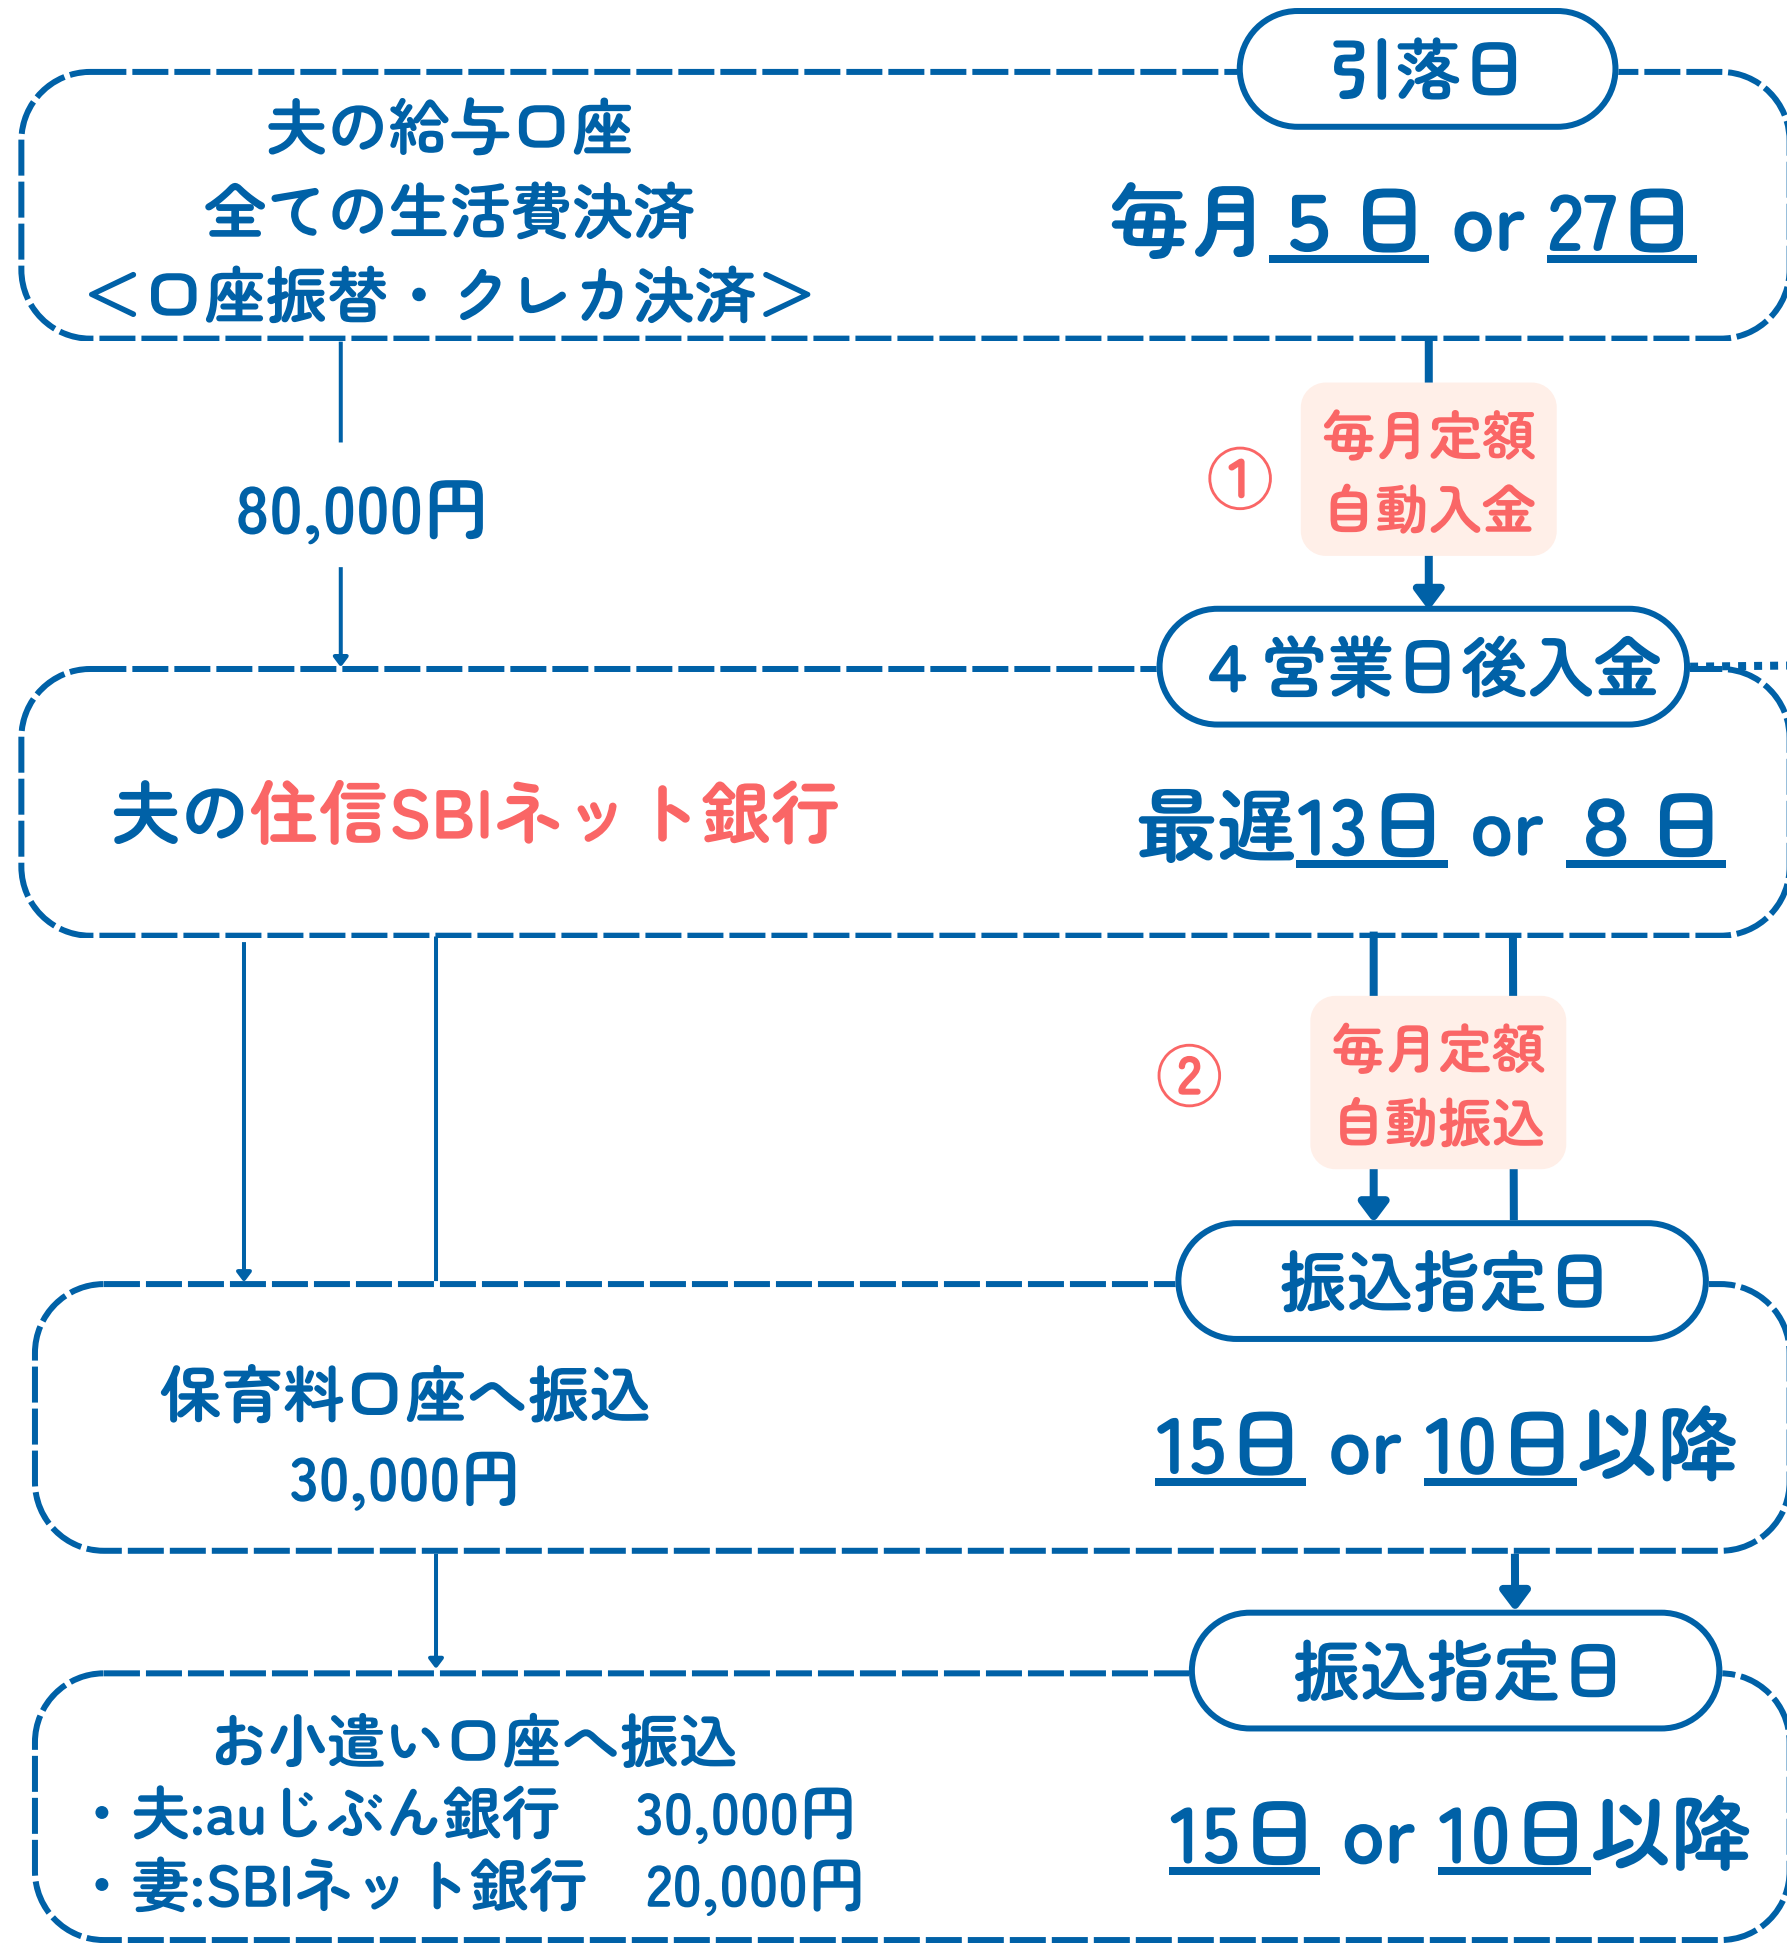 引落日
夫の給与口座
全ての生活費決済
＜口座振替・クレカ決済＞
毎月 5 日 or 27日
①
毎月定額
自動入金
80,000円
4 営業日後入金
夫の住信SBIネット銀行
最遅13日 or 8 日
②
毎月定額
自動振込
振込指定日
保育料口座へ振込
30,000円
15日 or 10日以降
振込指定日
お小遣い口座へ振込
・夫:auじぶん銀行 30,000円
・妻:SBIネット銀行 20,000円
15日 or 10日以降